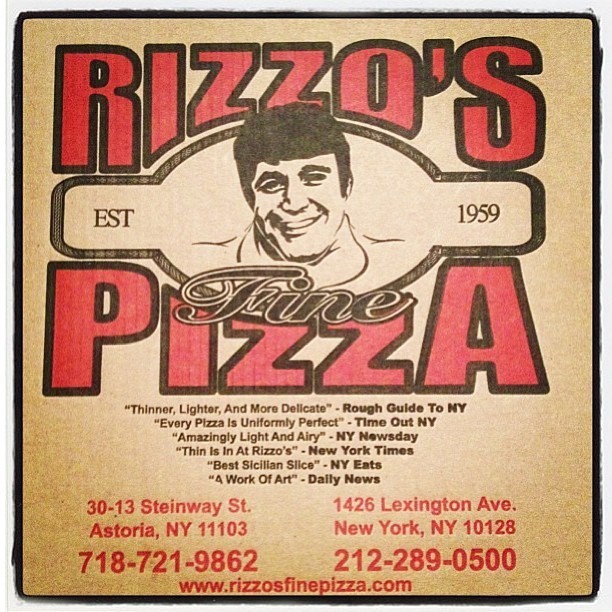 RIZZO'S
EST 1959
Fine
PIZZA
"Thinner, Lighter, And More Delicate" - Rough Guide To NY
"Every Pizza Is Uniformly Perfect" - Time Out NY
"Amazingly Light And Airy" - NY Newsday
"Thin Is In At Rizzo's" - New York Times
"Best Sicilian Slice" - NY Eats
"A Work Of Art" - Daily News
30-13 Steinway St.
Astoria, NY 11103
718-721-9862
1426 Lexington Ave.
New York, NY 10128
212-289-0500
www.rizzosfinepizza.com